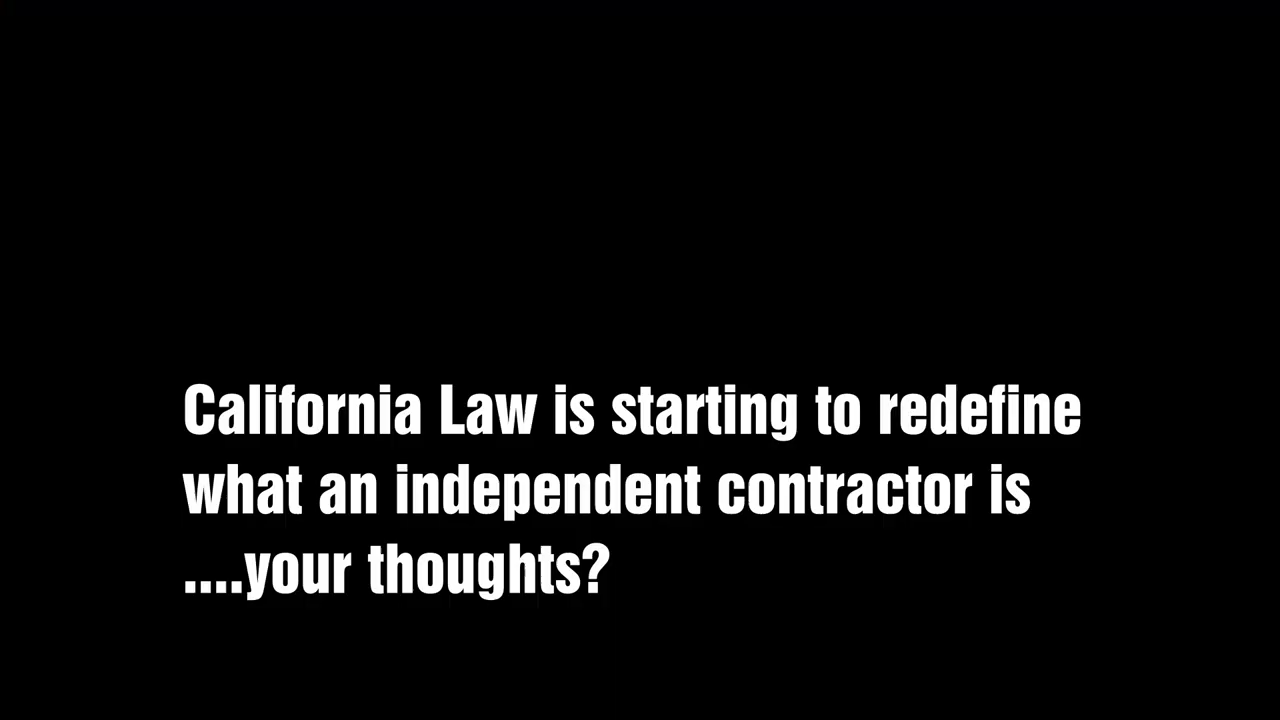 California Law is starting to redefine
what an independent contractor is
....your thoughts?